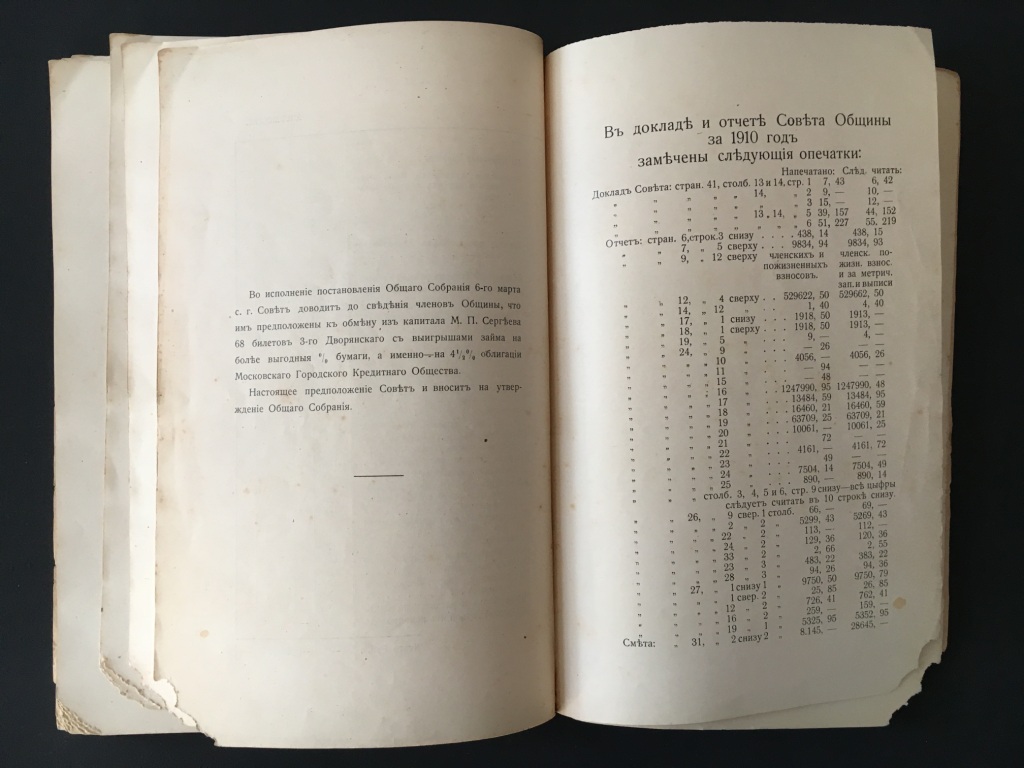 Во исполнение постановления Общаго Собранія 6-го марта
с. г. Совѣтъ доводитъ до свѣдѣнія членовъ Общины, что
имъ предположены къ обмѣну изъ капитала М. П. Сергѣева
68 билетовъ 3-го Дворянскаго съ выигрышами займа на
болѣе выгодныя % бумаги, а именно—на 4½% облигаціи
Московскаго Городского Кредитнаго Общества.
Настоящее предположеніе Совѣтъ и вноситъ на утвер-
жденіе Общаго Собранія.
Въ докладѣ и отчетѣ Совѣта Общины
за 1910 годъ
замѣчены слѣдующія опечатки:
Напечатано: Слѣд. читать:
Докладъ Совѣта: стран. 41, столб. 13 и 14, стр. 1 7, 43 6, 42
„ „ „ „ 14, „ 2 9, — 10, —
„ „ „ „ „ „ 3 15, — 12, —
„ „ „ „ 13 „ 14, „ 5 39, 157 44, 152
„ „ „ „ „ „ 6 51, 227 55, 219
Отчетъ: стран. 6, строк. 3 снизу . . . . 438, 14 438, 15
„ „ 7, „ 5 сверху . . . 9834, 94 9834, 93
„ „ 9, „ 12 сверху членскихъ и членск. по-
пожизненныхъ жизн. взнос.
взносовъ. и за метрич.
зап. и выписи
„ „ 12, „ 4 сверху . . 529622, 50 529662, 50
„ „ 14, „ 12 „ . . . 1, 40 4, 40
„ „ 17, „ 1 снизу . . . 1918, 50 1913, —
„ „ 18, „ 1 сверху . . . 1918, 50 1913, —
„ „ 19, „ 5 „ . . . 9, — 4, —
„ „ 24, „ 9 „ . . . — 26 —
„ „ „ „ 10 „ . . . 4056, — 4056, 26
„ „ „ „ 11 „ . . . — 94 —
„ „ „ „ 15 „ . . . — 48 —
„ „ „ „ 16 „ . . . 1247990, 95 1247990, 48
„ „ „ „ 17 „ . . . 13484, 59 13484, 95
„ „ „ „ 18 „ . . . 16460, 21 16460, 59
„ „ „ „ 19 „ . . . 63709, 25 63709, 21
„ „ „ „ 20 „ . . . 10061, — 10061, 25
„ „ „ „ 21 „ . . . 72 —
„ „ „ „ 22 „ . . . 4161, — 4161, 72
„ „ „ „ 23 „ . . . 49 —
„ „ „ „ 24 „ . . . 7504, 14 7504, 49
„ „ „ „ 25 „ . . . 890, — 890, 14
„ „ „ столб. 3, 4, 5 и 6, стр. 9 снизу—всѣ цыфры
слѣдуетъ считать въ 10 строкѣ снизу.
„ „ 26, „ 9 свер. 1 столб. 66, — 69, —
„ „ „ „ 2 „ 2 „ 5299, 43 5269, 43
„ „ „ „ 22 „ 2 „ 113, — 112, —
„ „ „ „ 24 „ 2 „ 129, 36 120, 36
„ „ „ „ 33 „ 2 „ 2, 66 2, 55
„ „ „ „ 23 „ 3 „ 483, 22 383, 22
„ „ „ „ 28 „ 3 „ 94, 26 94, 36
„ „ 27, „ 1 снизу 1 „ 9750, 50 9750, 79
„ „ „ „ 1 свер. 2 „ 25, 85 26, 85
„ „ „ „ 12 „ 2 „ 726, 41 762, 41
„ „ „ „ 16 „ 2 „ 259, — 159, —
„ „ „ „ 19 „ 1 „ 5325, 95 5352, 95
Смѣта: „ 31, „ 2 снизу 2 „ 8.145, — 28645, —